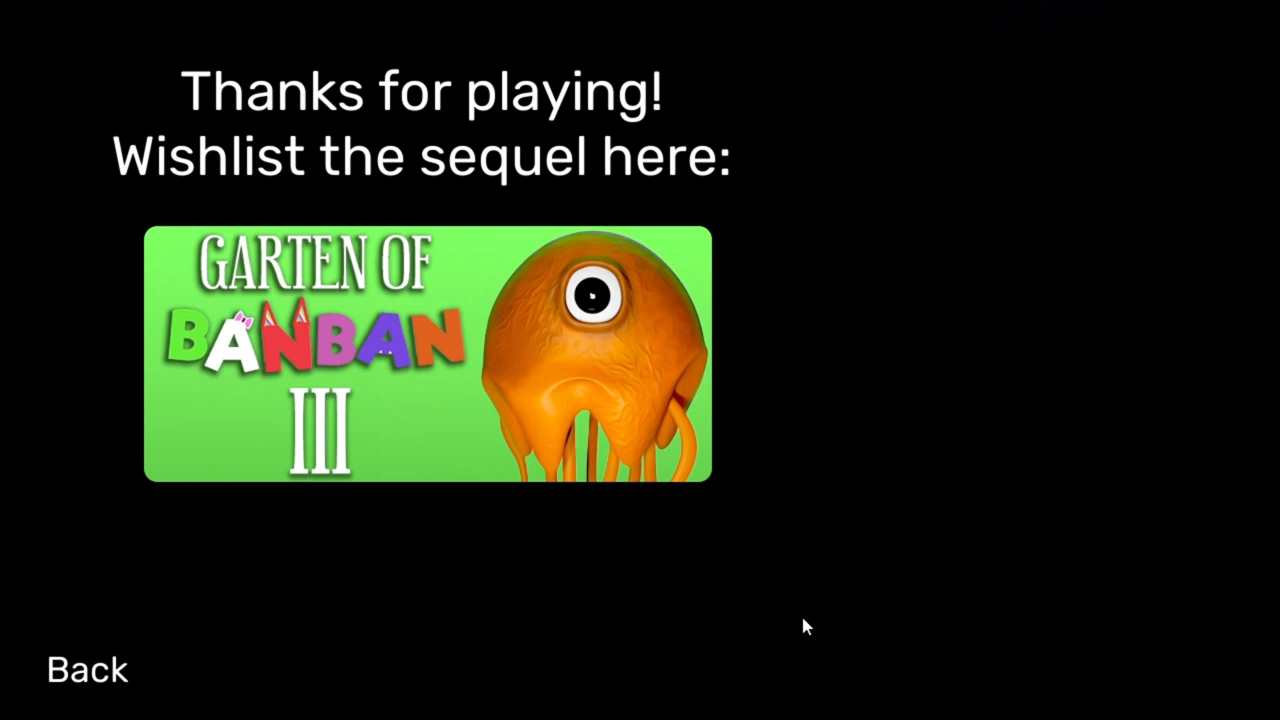 Thanks for playing!
Wishlist the sequel here:
GARTEN OF
BANBAN
III
Back